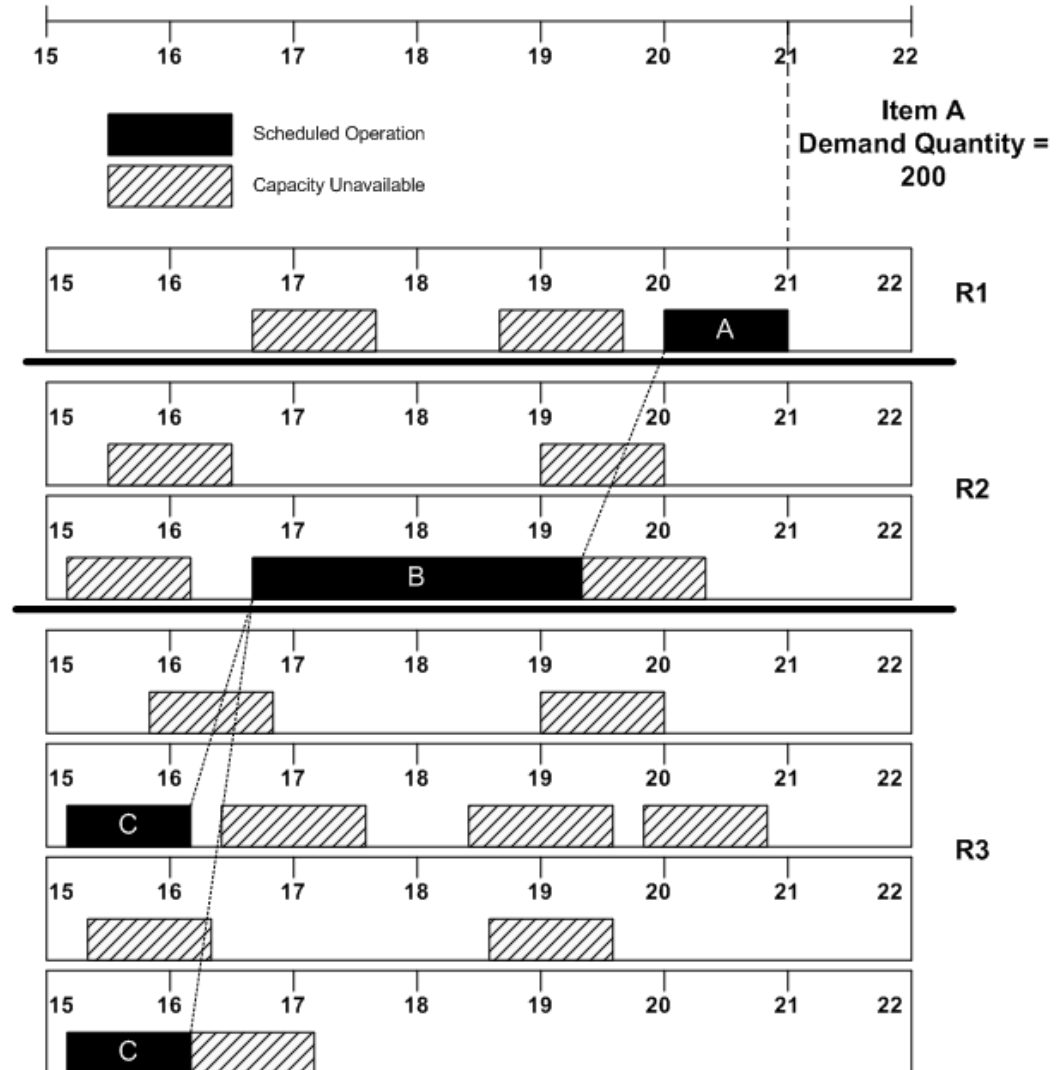 15 16 17 18 19 20 21 22
Item A
Demand Quantity =
200
Scheduled Operation
Capacity Unavailable
15 16 17 18 19 20 21 22
R1
A
15 16 17 18 19 20 21 22
R2
15 16 17 18 19 20 21 22
B
15 16 17 18 19 20 21 22
15 16 17 18 19 20 21 22
C
R3
15 16 17 18 19 20 21 22
15 16 17 18 19 20 21 22
C